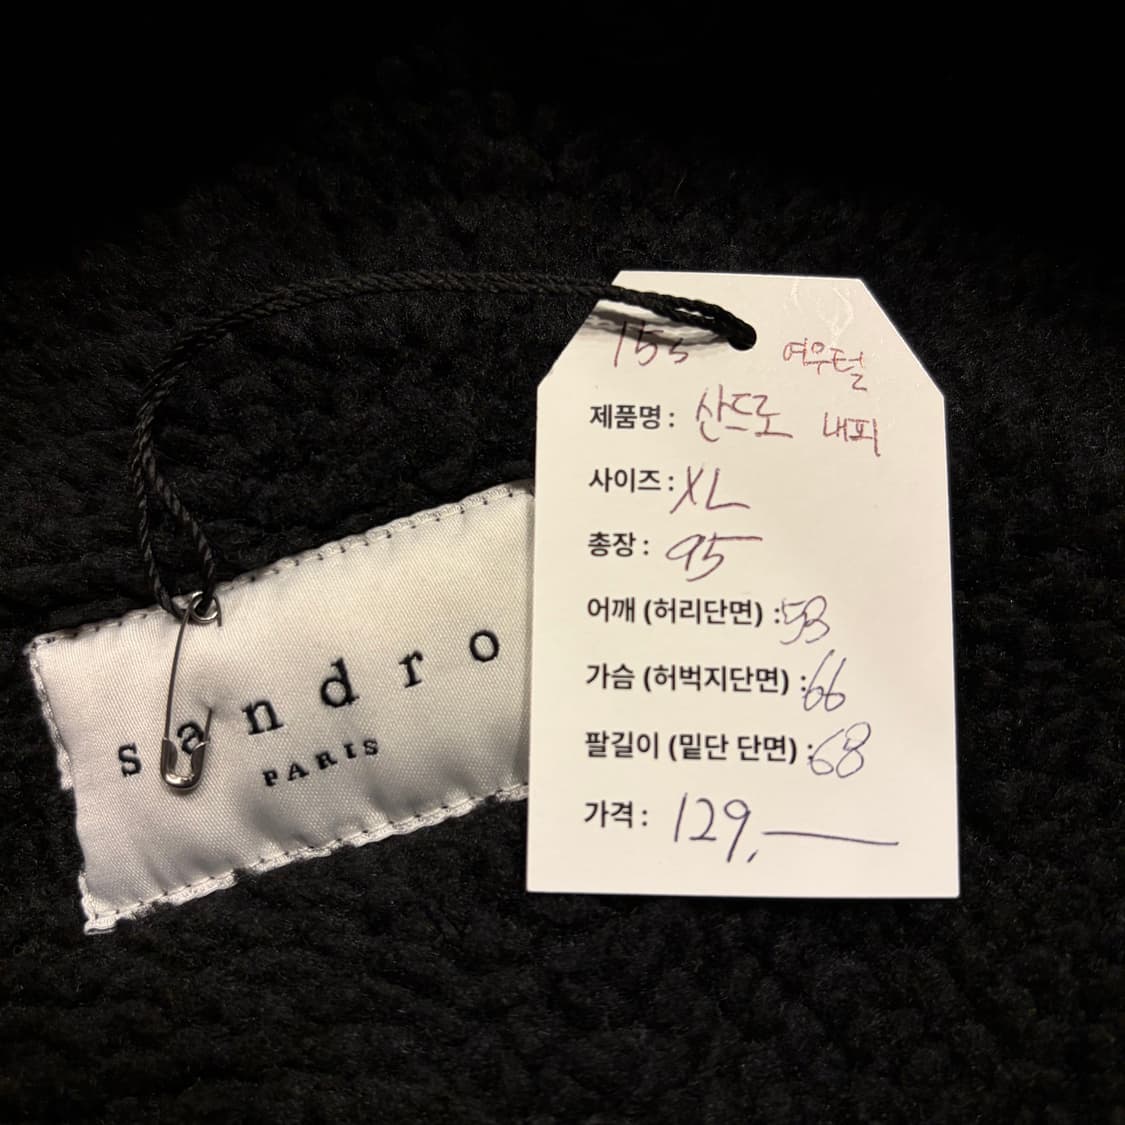 155 여우털
제품명 : 산드로 내피
사이즈 : XL
총장 : 95
어깨 (허리단면) : 53
가슴 (허벅지단면) : 66
팔길이 (밑단 단면) : 68
가격 : 129,—
sandro
PARIS